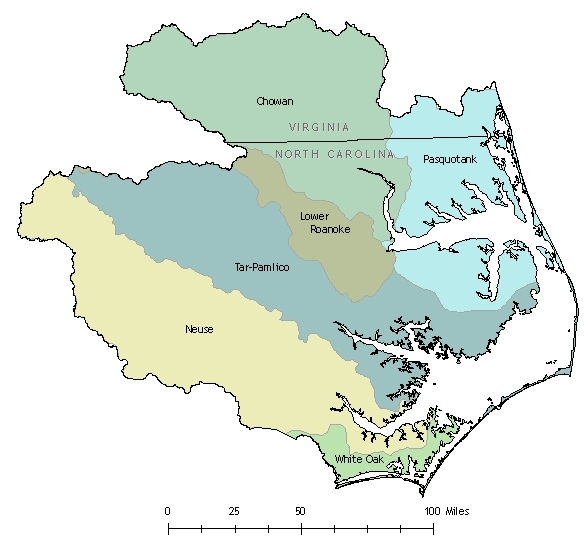 Chowan
VIRGINIA
NORTH CAROLINA
Pasquotank
Lower
Roanoke
Tar-Pamlico
Neuse
White Oak
0 25 50 100 Miles